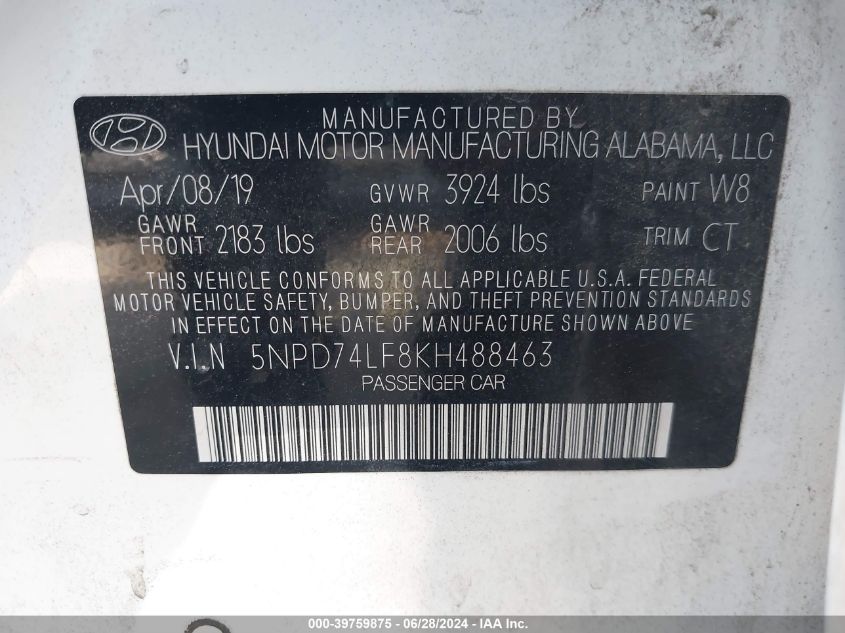 MANUFACTURED BY
HYUNDAI MOTOR MANUFACTURING ALABAMA, LLC
Apr/08/19 GVWR 3924 lbs PAINT W8
GAWR FRONT 2183 lbs GAWR REAR 2006 lbs TRIM CT
THIS VEHICLE CONFORMS TO ALL APPLICABLE U.S.A. FEDERAL
MOTOR VEHICLE SAFETY, BUMPER, AND THEFT PREVENTION STANDARDS
IN EFFECT ON THE DATE OF MANUFACTURE SHOWN ABOVE
V.I.N 5NPD74LF8KH488463
PASSENGER CAR
000-39759875 - 06/28/2024 - Copyright © 2024 IAA, Inc.